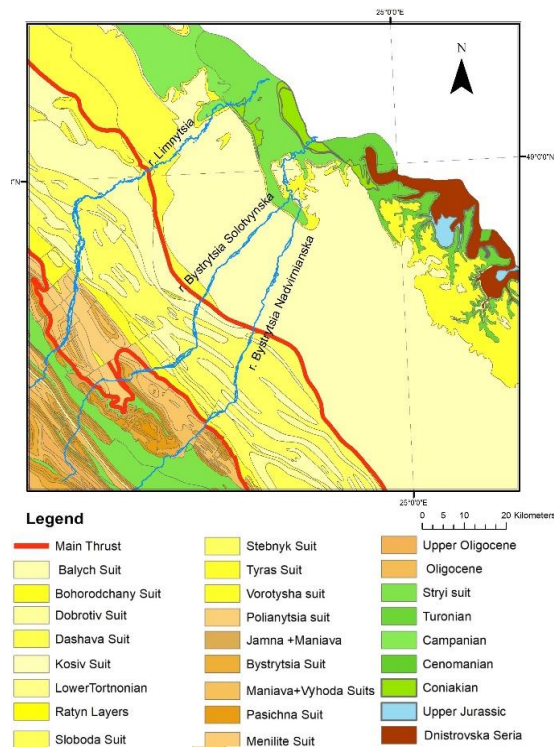 25°0'0"E
N
r. Limnytsia
49°0'0"N
°N
r. Bystrytsia Solotvynska
r. Bystrytsia Nadvirnianska
25°0'0"E
Legend
0 5 10 20 Kilometers
Main Thrust
Balych Suit
Bohorodchany Suit
Dobrotiv Suit
Dashava Suit
Kosiv Suit
LowerTortnonian
Ratyn Layers
Sloboda Suit
Stebnyk Suit
Tyras Suit
Vorotysha suit
Polianytsia suit
Jamna +Maniava
Bystrytsia Suit
Maniava+Vyhoda Suits
Pasichna Suit
Menilite Suit
Upper Oligocene
Oligocene
Stryi suit
Turonian
Campanian
Cenomanian
Coniakian
Upper Jurassic
Dnistrovska Seria